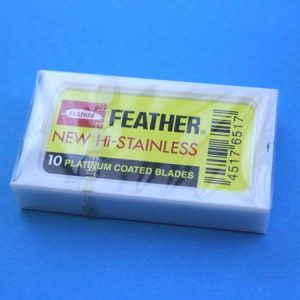 FEATHER
FEATHER®
NEW Hi-STAINLESS
10 PLATINUM COATED BLADES
4517 6517